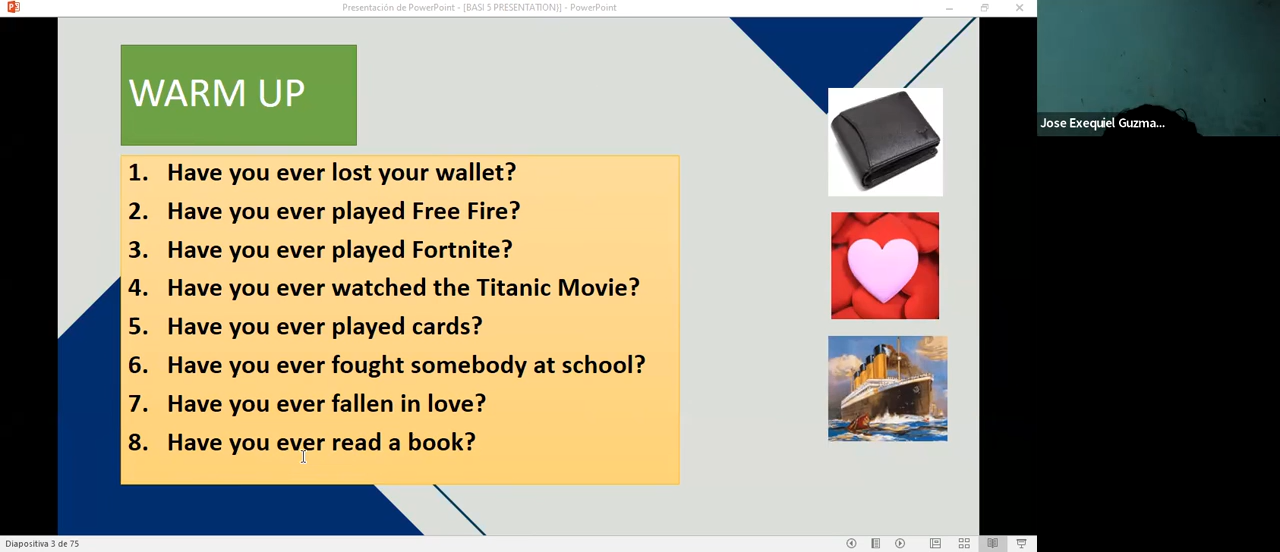 Presentación de PowerPoint - [BASI 5 PRESENTATION)] - PowerPoint
WARM UP
1. Have you ever lost your wallet?
2. Have you ever played Free Fire?
3. Have you ever played Fortnite?
4. Have you ever watched the Titanic Movie?
5. Have you ever played cards?
6. Have you ever fought somebody at school?
7. Have you ever fallen in love?
8. Have you ever read a book?
Jose Exequiel Guzma...
Diapositiva 3 de 75